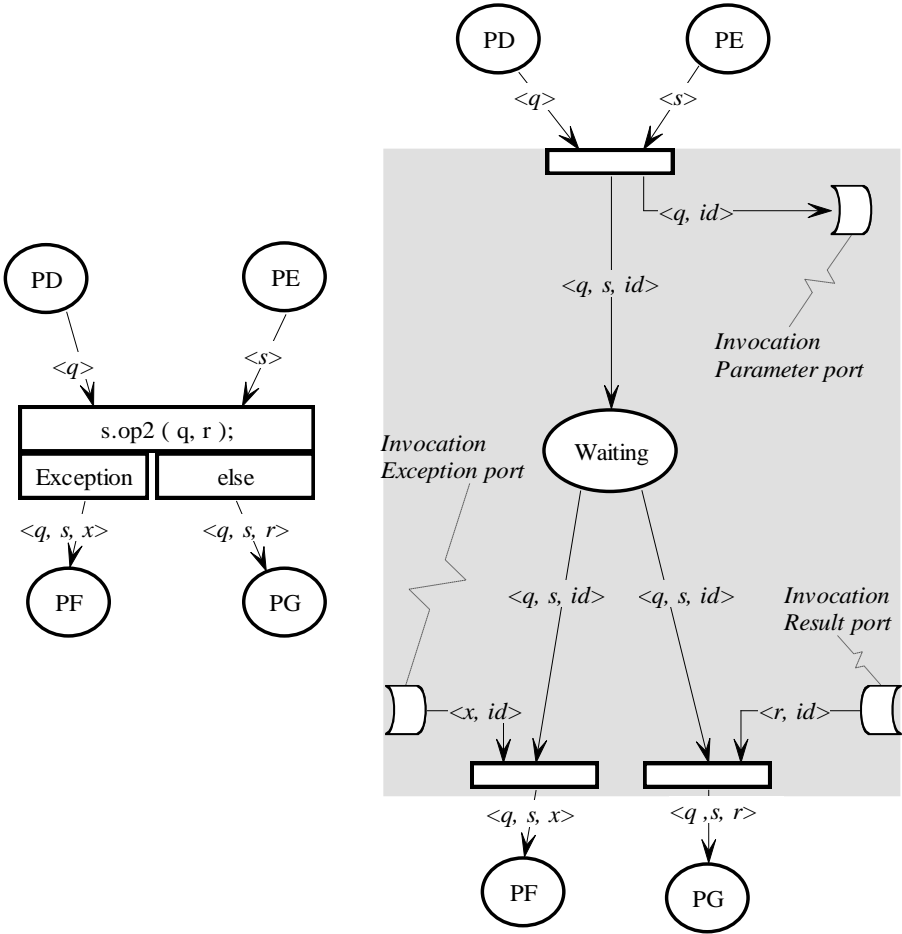 PD
PE
<q>
<s>
s.op2 ( q, r );
Exception
else
<q, s, x>
<q, s, r>
PF
PG
PD
PE
<q>
<s>
<q, id>
<q, s, id>
Invocation
Parameter port
Waiting
Invocation
Exception port
<q, s, id>
<q, s, id>
Invocation
Result port
<x, id>
<r, id>
<q, s, x>
<q ,s, r>
PF
PG